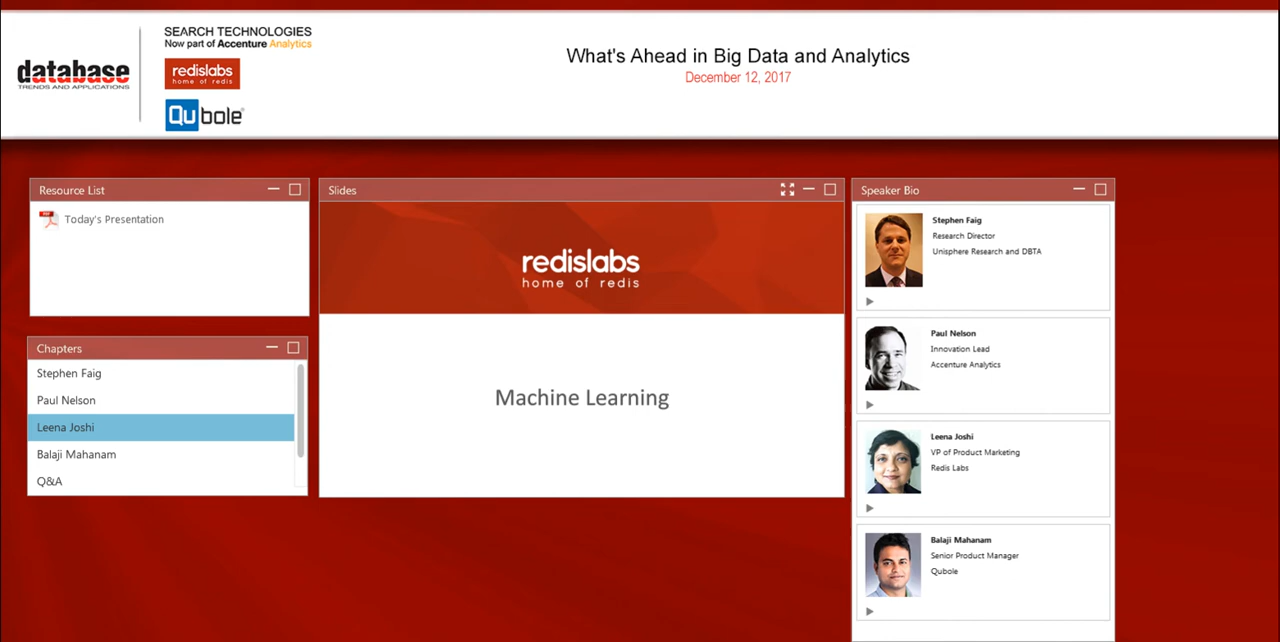 database
TRENDS AND APPLICATIONS
SEARCH TECHNOLOGIES
Now part of Accenture Analytics
redislabs
home of redis
Qubole
What's Ahead in Big Data and Analytics
December 12, 2017
Resource List
PDF
Today's Presentation
Chapters
Stephen Faig
Paul Nelson
Leena Joshi
Balaji Mahanam
Q&A
Slides
redislabs
home of redis
Machine Learning
Speaker Bio
Stephen Faig
Research Director
Unisphere Research and DBTA
Paul Nelson
Innovation Lead
Accenture Analytics
Leena Joshi
VP of Product Marketing
Redis Labs
Balaji Mahanam
Senior Product Manager
Qubole